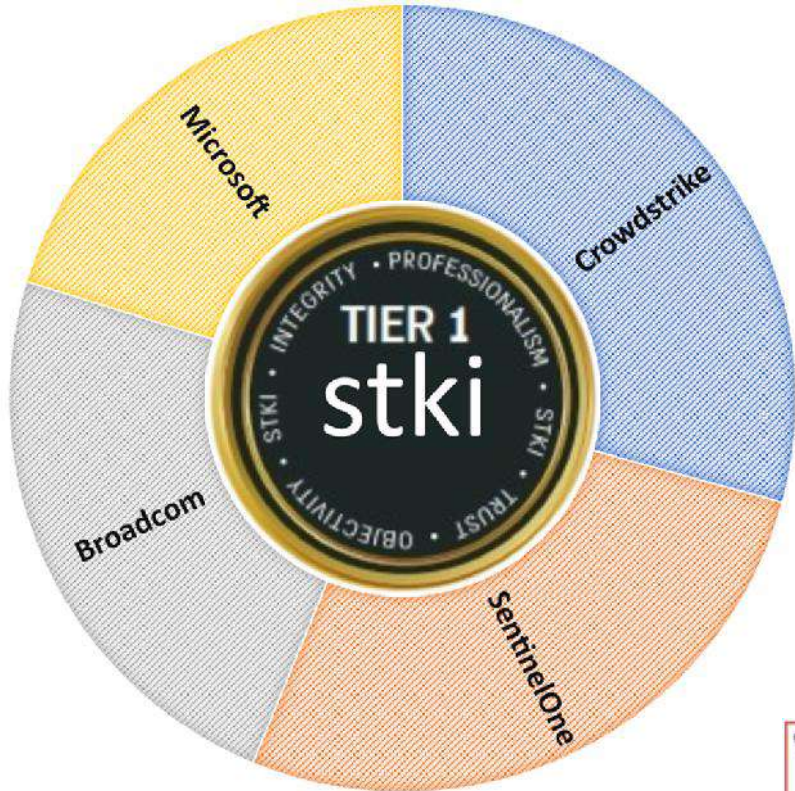 Microsoft
Crowdstrike
INTEGRITY • PROFESSIONALISM • STKI • TRUST • OBJECTIVITY • STKI •
TIER 1
stki
Broadcom
SentinelOne